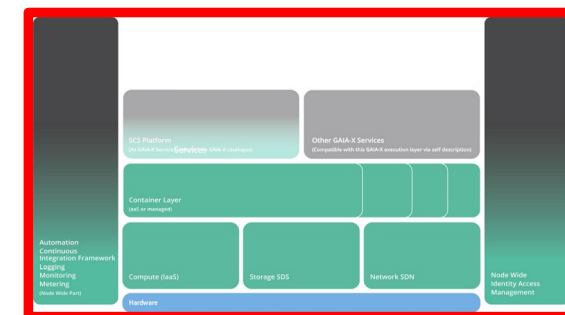 SCS Platform
Services
Other GAIA-X Services
(Compatible with this GAIA-X execution layer via self description)
Container Layer
(aaS or managed)
Automation
Continuous
Integration Framework
Logging
Monitoring
Metering
(Node Wide Part)
Compute (IaaS)
Storage SDS
Network SDN
Node Wide
Identity Access
Management
Hardware